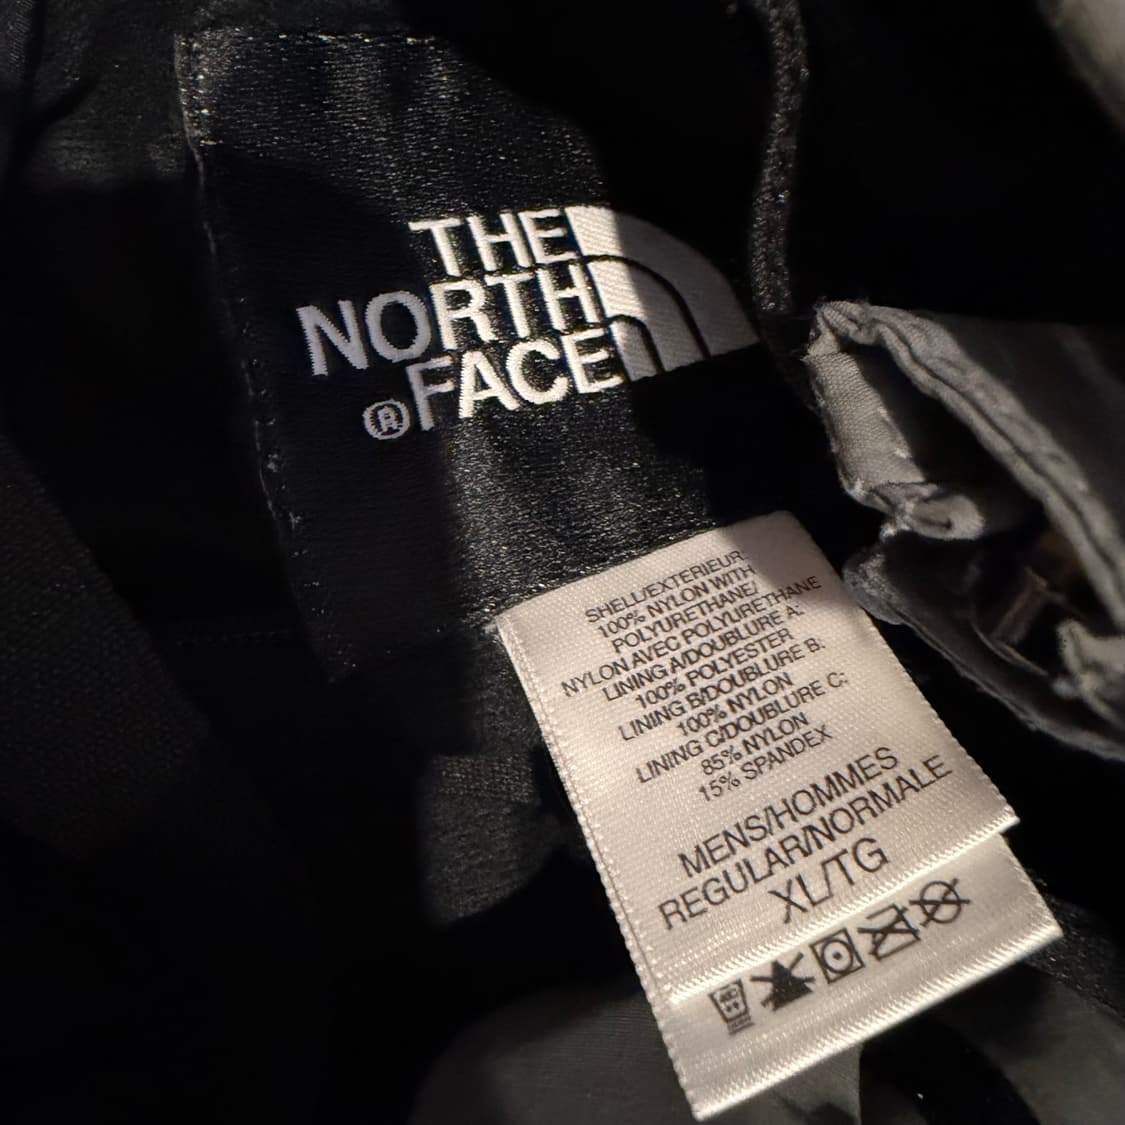 THE
NORTH
FACE
®
SHELL/EXTERIEUR:
100% NYLON WITH
POLYURETHANE/
NYLON AVEC POLYURETHANE
LINING A/DOUBLURE A:
100% POLYESTER
LINING B/DOUBLURE B:
100% NYLON
LINING C/DOUBLURE C:
85% NYLON
15% SPANDEX
MENS/HOMMES
REGULAR/NORMALE
XL/TG